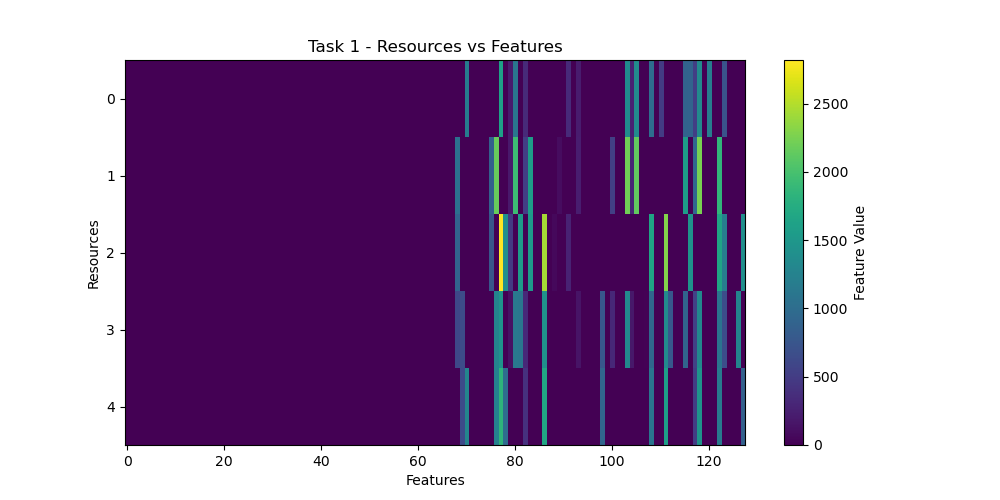 Task 1 - Resources vs Features
Resources
0
1
2
3
4
0 20 40 60 80 100 120
Features
2500
2000
1500
1000
500
0
Feature Value